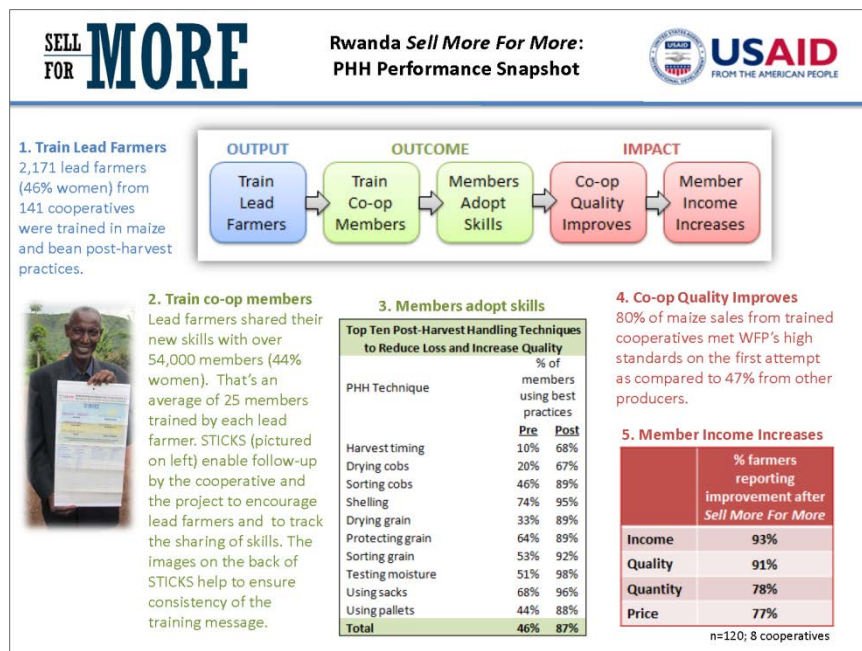 SELL
FOR MORE
Rwanda Sell More For More:
PHH Performance Snapshot
USAID
FROM THE AMERICAN PEOPLE
UNITED STATES AGENCY
INTERNATIONAL DEVELOPMENT
USAID
1. Train Lead Farmers
2,171 lead farmers
(46% women) from
141 cooperatives
were trained in maize
and bean post-harvest
practices.
OUTPUT OUTCOME IMPACT
Train
Lead
Farmers
Train
Co-op
Members
Members
Adopt
Skills
Co-op
Quality
Improves
Member
Income
Increases
2. Train co-op members
Lead farmers shared their
new skills with over
54,000 members (44%
women). That’s an
average of 25 members
trained by each lead
farmer. STICKS (pictured
on left) enable follow-up
by the cooperative and
the project to encourage
lead farmers and to track
the sharing of skills. The
images on the back of
STICKS help to ensure
consistency of the
training message.
3. Members adopt skills
Top Ten Post-Harvest Handling Techniques
to Reduce Loss and Increase Quality
PHH Technique
% of
members
using best
practices
Pre Post
Harvest timing 10% 68%
Drying cobs 20% 67%
Sorting cobs 46% 89%
Shelling 74% 95%
Drying grain 33% 89%
Protecting grain 64% 89%
Sorting grain 53% 92%
Testing moisture 51% 98%
Using sacks 68% 96%
Using pallets 44% 88%
Total 46% 87%
4. Co-op Quality Improves
80% of maize sales from trained
cooperatives met WFP’s high
standards on the first attempt
as compared to 47% from other
producers.
5. Member Income Increases
% farmers
reporting
improvement after
Sell More For More
Income 93%
Quality 91%
Quantity 78%
Price 77%
n=120; 8 cooperatives